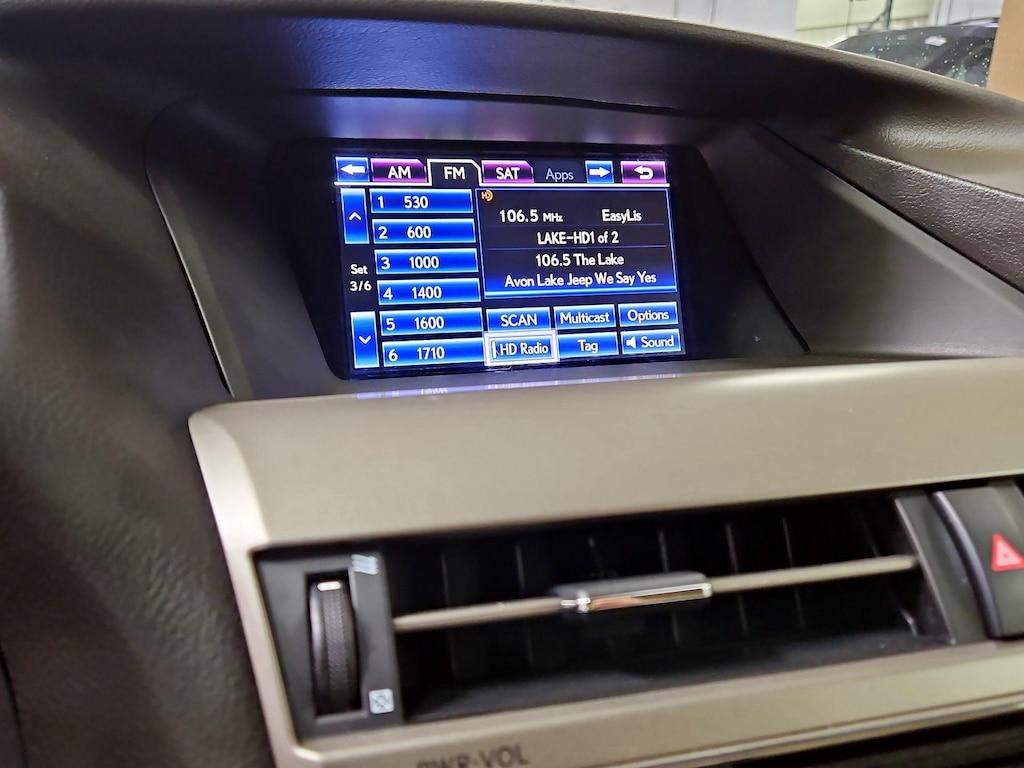 AM FM SAT Apps
1 530
2 600
3 1000
4 1400
5 1600
6 1710
Set
3/6
106.5 MHz EasyLis
LAKE-HD1 of 2
106.5 The Lake
Avon Lake Jeep We Say Yes
SCAN Multicast Options
HD Radio Tag Sound
PWR·VOL